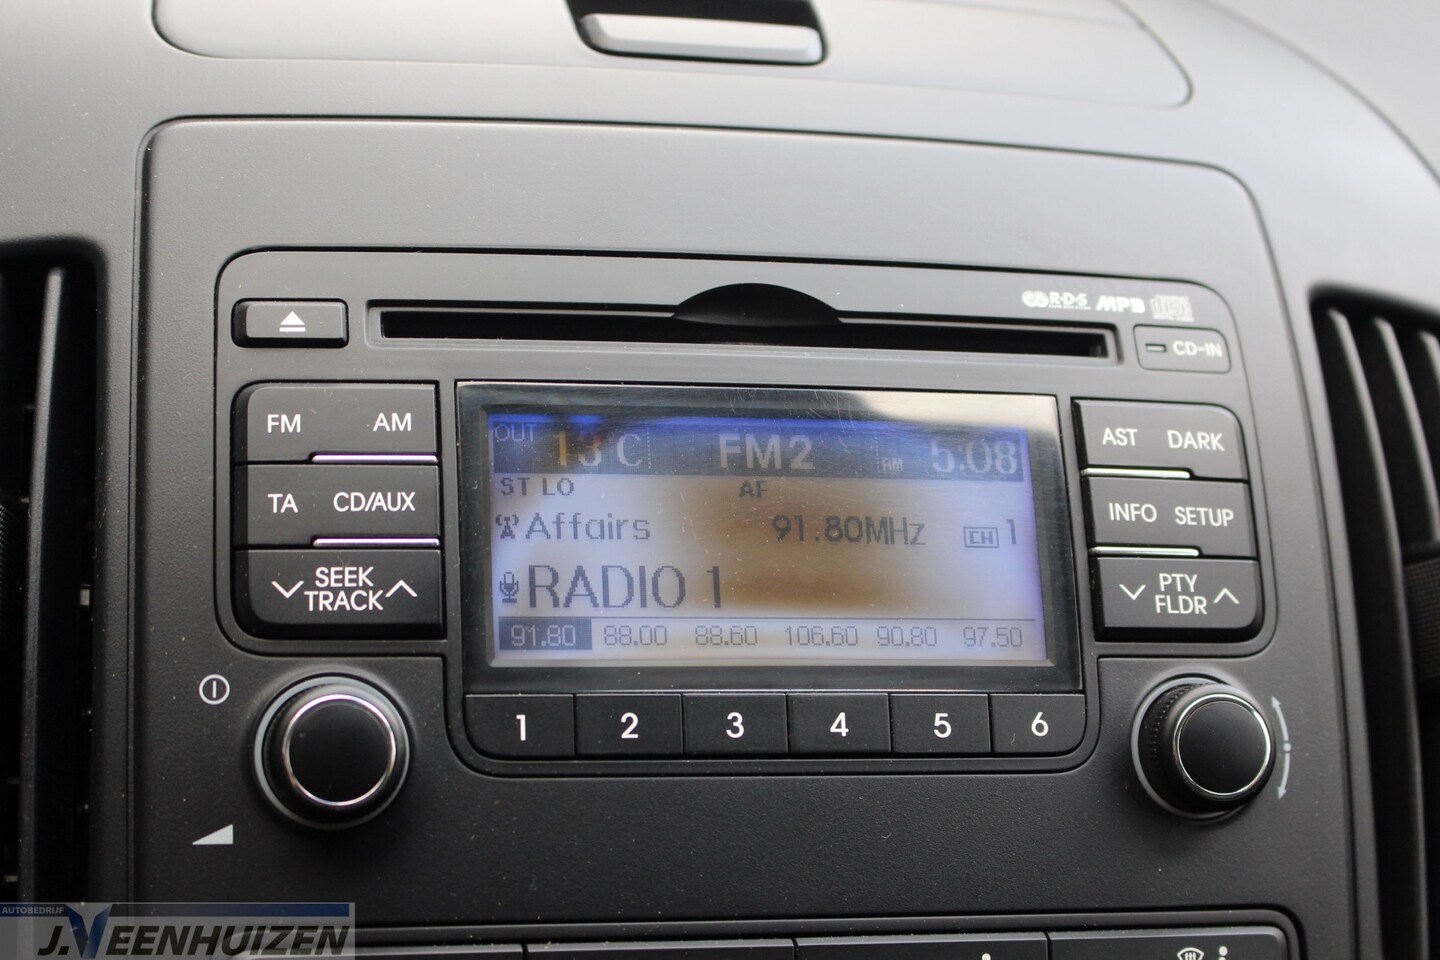 R·D·S MP3
CD-IN
FM AM
TA CD/AUX
SEEK
TRACK
OUT 13°C FM2 AM 5:08
ST LO AF
Affairs 91.80MHz CH 1
RADIO 1
91.80 88.00 88.60 106.60 90.80 97.50
AST DARK
INFO SETUP
PTY
FLDR
1 2 3 4 5 6
AUTOBEDRIJF
J.VEENHUIZEN